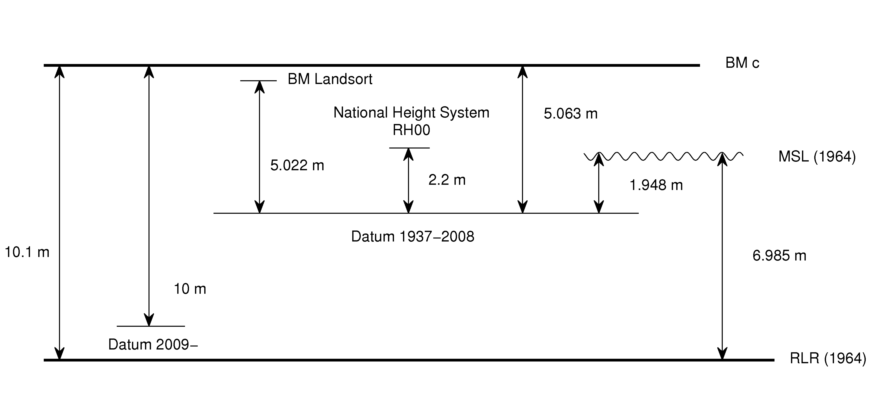 BM c
BM Landsort
National Height System
RH00
5.063 m
MSL (1964)
5.022 m
2.2 m
1.948 m
Datum 1937−2008
10.1 m
6.985 m
10 m
Datum 2009−
RLR (1964)